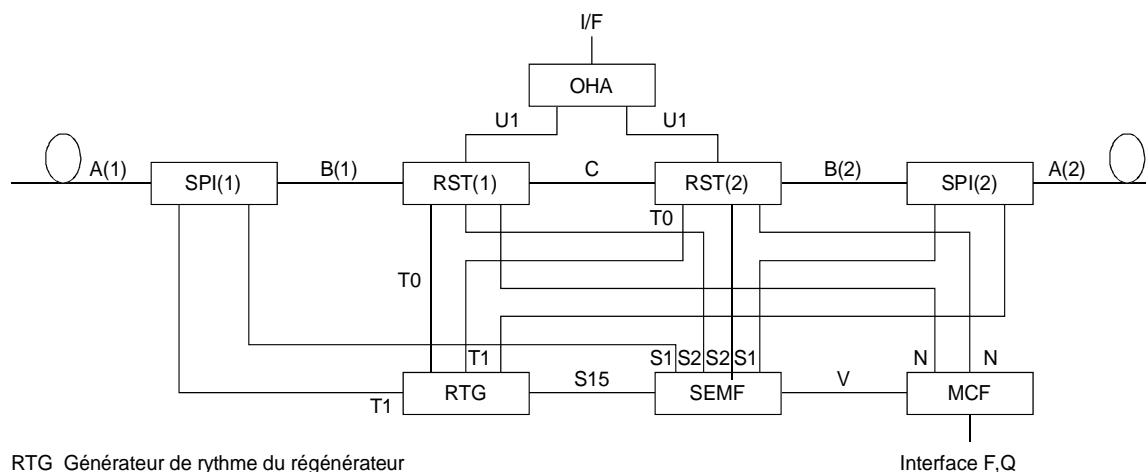 I/F
OHA
U1 U1
A(1) SPI(1) B(1) RST(1) C RST(2) B(2) SPI(2) A(2)
T0
T0
T1 S1 S2 S2 S1 N N
T1 RTG S15 SEMF V MCF
RTG Générateur de rythme du régénérateur Interface F,Q